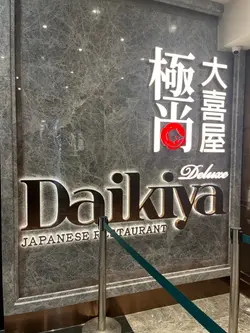 極尚
大喜屋
Deluxe
Daikiya
JAPANESE RESTAURANT